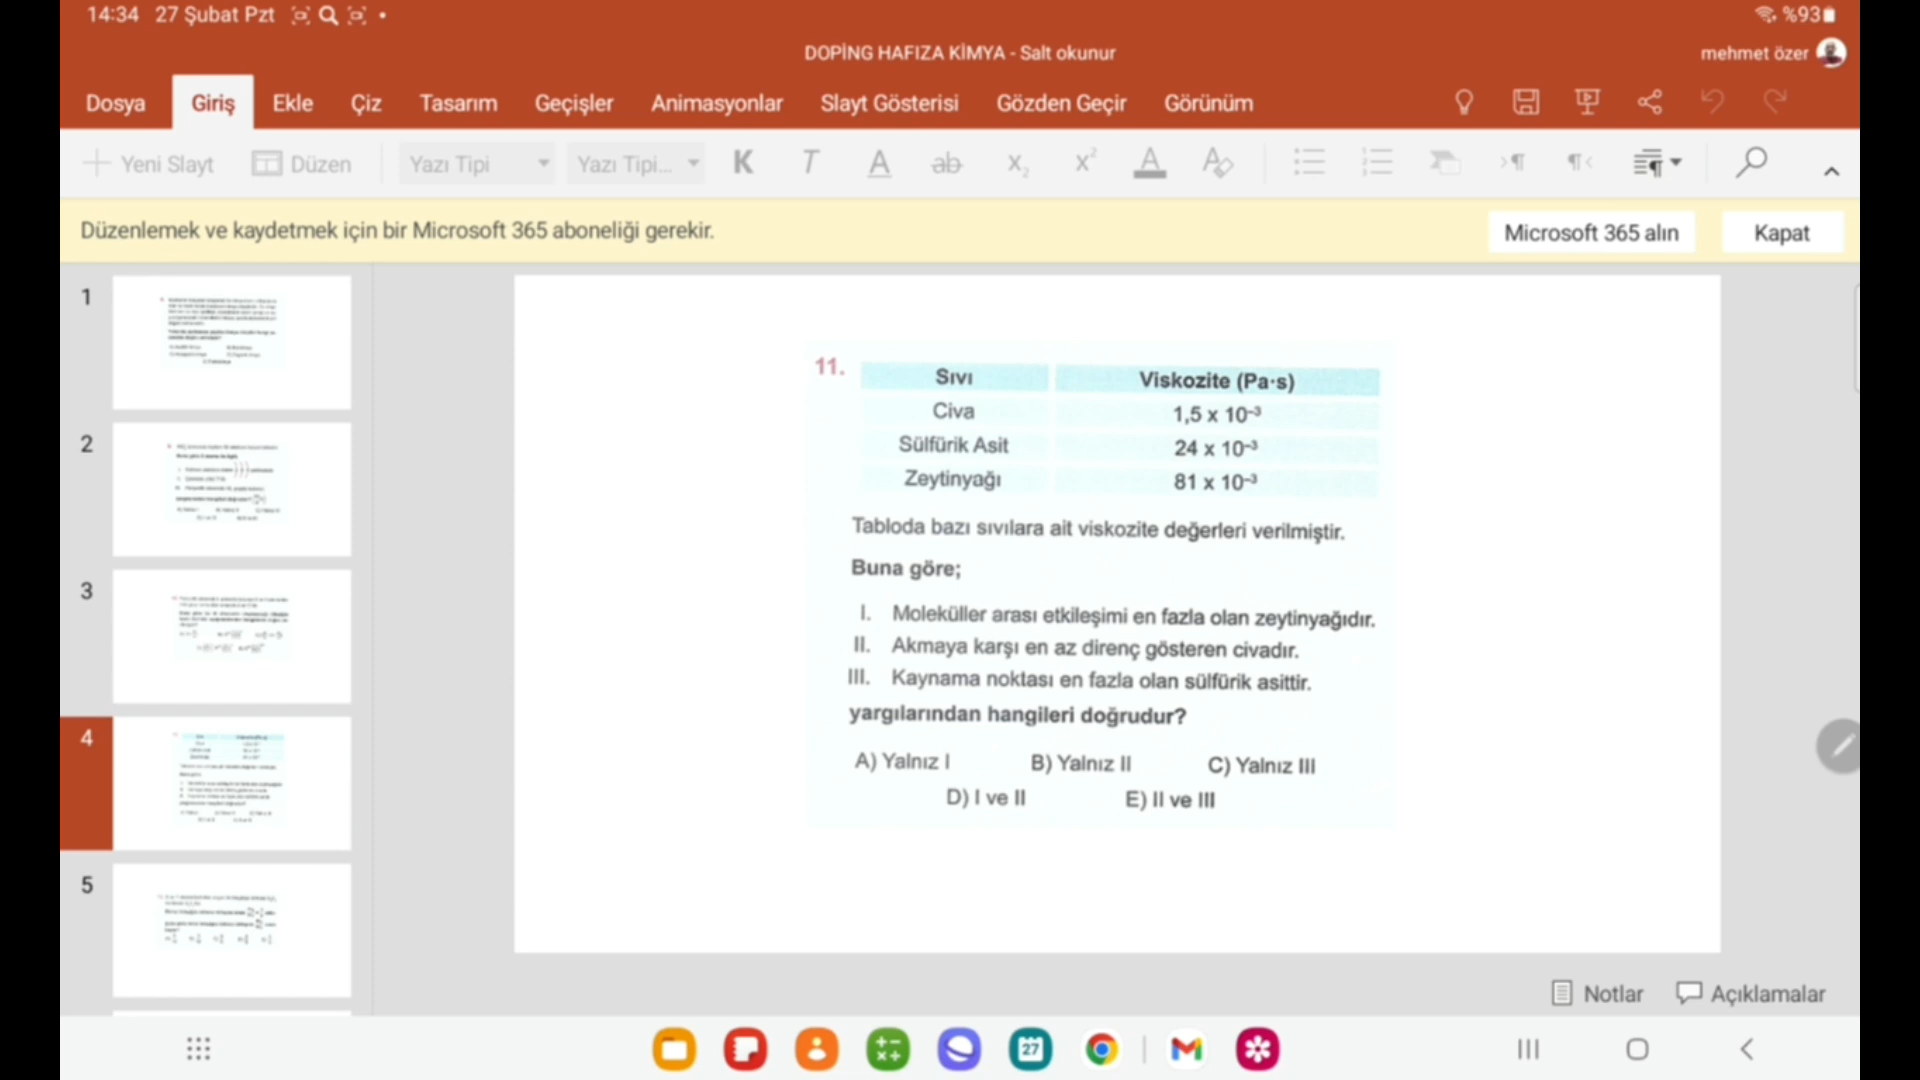 14:34 27 Şubat Pzt
%93
DOPİNG HAFIZA KİMYA - Salt okunur
mehmet özer
Dosya Giriş Ekle Çiz Tasarım Geçişler Animasyonlar Slayt Gösterisi Gözden Geçir Görünüm
Yeni Slayt Düzen Yazı Tipi Yazı Tipi... K T A ab x₂ x² A A
Düzenlemek ve kaydetmek için bir Microsoft 365 aboneliği gerekir.
Microsoft 365 alın Kapat
1
2
3
4
5
11.
Sıvı Viskozite (Pa·s)
Civa 1,5 x 10⁻³
Sülfürik Asit 24 x 10⁻³
Zeytinyağı 81 x 10⁻³
Tabloda bazı sıvılara ait viskozite değerleri verilmiştir.
Buna göre;
I. Moleküller arası etkileşimi en fazla olan zeytinyağıdır.
II. Akmaya karşı en az direnç gösteren civadır.
III. Kaynama noktası en fazla olan sülfürik asittir.
yargılarından hangileri doğrudur?
A) Yalnız I B) Yalnız II C) Yalnız III
D) I ve II E) II ve III
Notlar Açıklamalar
27